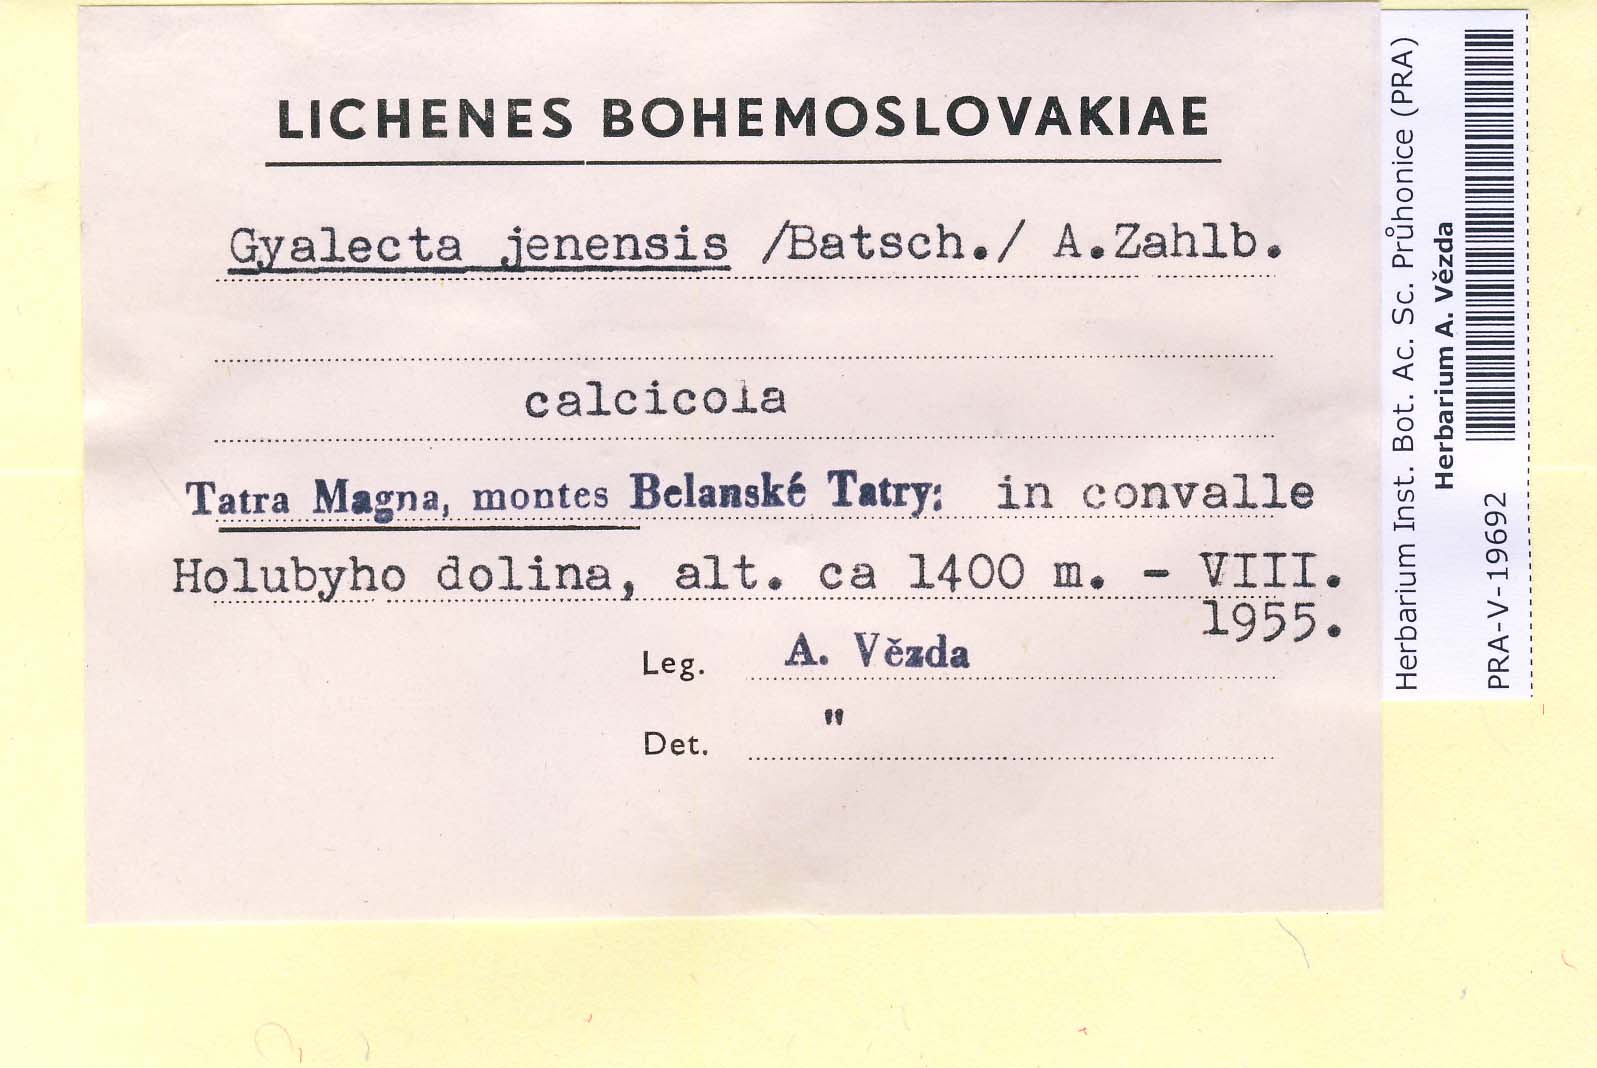 LICHENES BOHEMOSLOVAKIAE
Gyalecta jenensis /Batsch./ A.Zahlb.
calcicola
Tatra Magna, montes Belanské Tatry: in convalle
Holubyho dolina, alt. ca 1400 m. - VIII.
1955.
Leg. A. Vězda
Det. "
Herbarium Inst. Bot. Ac. Sc. Průhonice (PRA)
Herbarium A. Vězda
PRA-V-19692